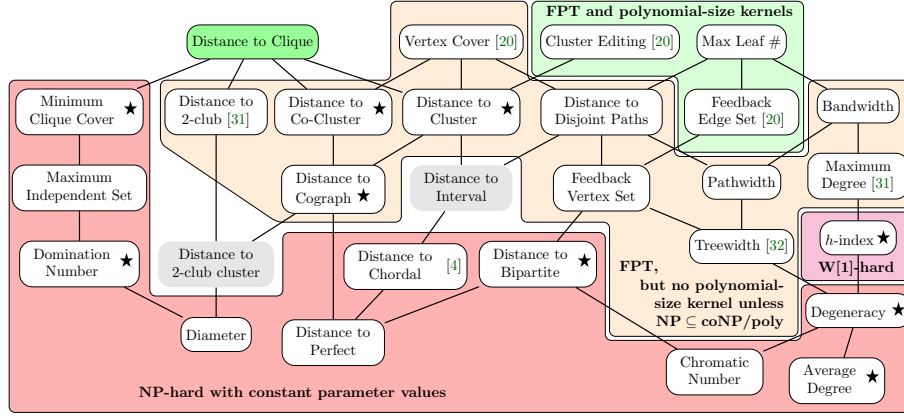 FPT and polynomial-size kernels
Distance to Clique
Vertex Cover [20]
Cluster Editing [20]
Max Leaf #
Minimum
Clique Cover ★
Distance to
2-club [31]
Distance to
Co-Cluster ★
Distance to
Cluster ★
Distance to
Disjoint Paths
Feedback
Edge Set [20]
Bandwidth
Maximum
Independent Set
Distance to
Cograph ★
Distance to
Interval
Feedback
Vertex Set
Pathwidth
Maximum
Degree [31]
Domination
Number ★
Distance to
2-club cluster
Distance to
Chordal [4]
Distance to
Bipartite ★
Treewidth [32]
h-index ★
W[1]-hard
FPT,
but no polynomial-
size kernel unless
NP ⊆ coNP/poly
Diameter
Distance to
Perfect
Degeneracy ★
Chromatic
Number
Average
Degree ★
NP-hard with constant parameter values